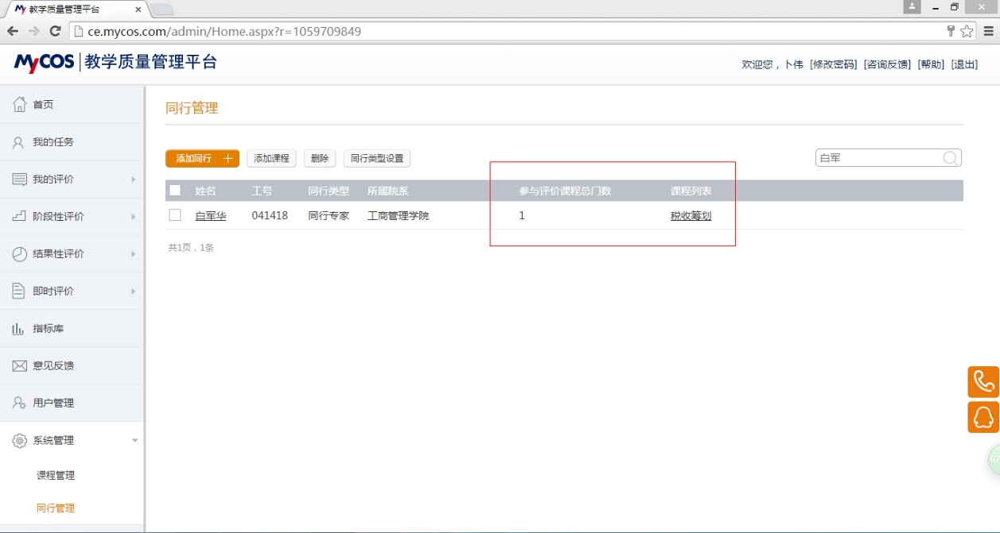 教学质量管理平台
ce.mycos.com/admin/Home.aspx?r=1059709849
MyCOS 教学质量管理平台
欢迎您，卜伟 [修改密码] [咨询反馈] [帮助] [退出]
首页
我的任务
我的评价
阶段性评价
结果性评价
即时评价
指标库
意见反馈
用户管理
系统管理
课程管理
同行管理
同行管理
添加同行 添加课程 删除 同行类型设置 白军
姓名 工号 同行类型 所属院系 参与评价课程总门数 课程列表
白军华 041418 同行专家 工商管理学院 1 税收筹划
共1页，1条